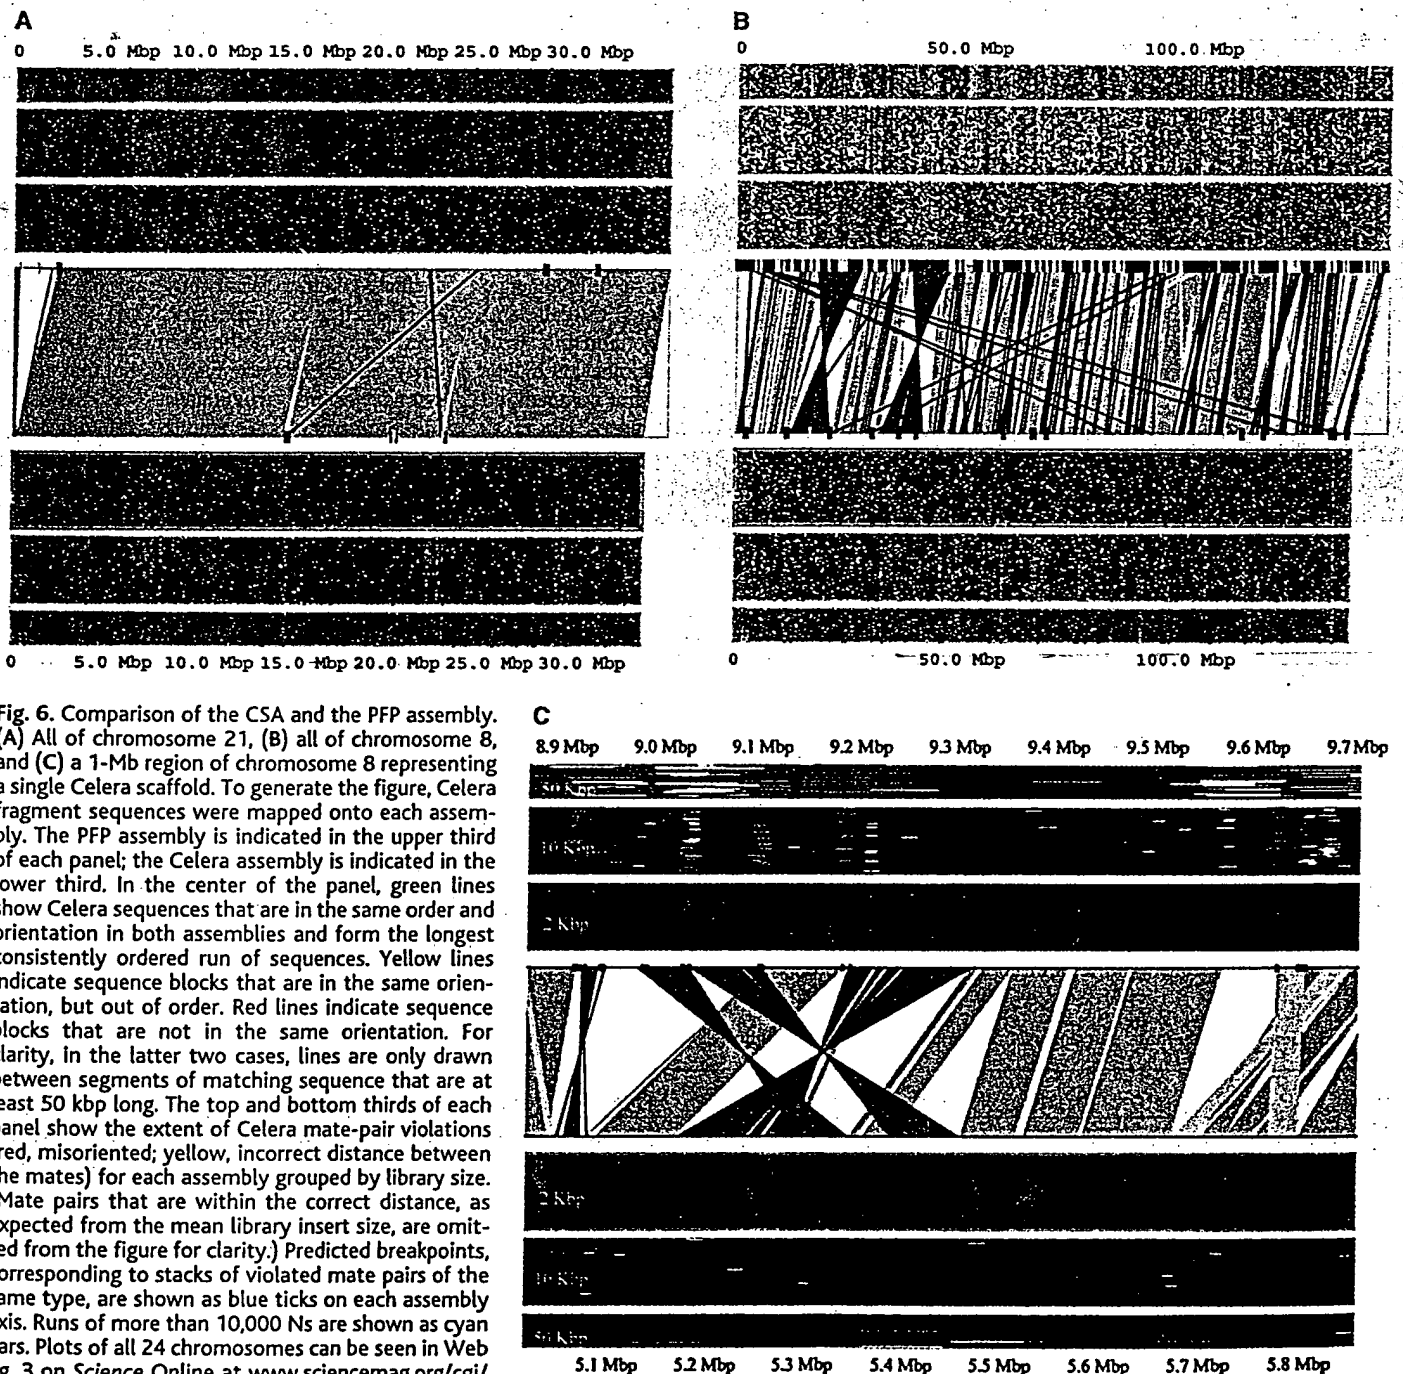 A
0 5.0 Mbp 10.0 Mbp 15.0 Mbp 20.0 Mbp 25.0 Mbp 30.0 Mbp
0 5.0 Mbp 10.0 Mbp 15.0 Mbp 20.0 Mbp 25.0 Mbp 30.0 Mbp
B
0 50.0 Mbp 100.0 Mbp
0 50.0 Mbp 100.0 Mbp
Fig. 6. Comparison of the CSA and the PFP assembly.
(A) All of chromosome 21, (B) all of chromosome 8,
and (C) a 1-Mb region of chromosome 8 representing
a single Celera scaffold. To generate the figure, Celera
fragment sequences were mapped onto each assem-
bly. The PFP assembly is indicated in the upper third
of each panel; the Celera assembly is indicated in the
lower third. In the center of the panel, green lines
show Celera sequences that are in the same order and
orientation in both assemblies and form the longest
consistently ordered run of sequences. Yellow lines
indicate sequence blocks that are in the same orien-
tation, but out of order. Red lines indicate sequence
blocks that are not in the same orientation. For
clarity, in the latter two cases, lines are only drawn
between segments of matching sequence that are at
least 50 kbp long. The top and bottom thirds of each
panel show the extent of Celera mate-pair violations
(red, misoriented; yellow, incorrect distance between
the mates) for each assembly grouped by library size.
(Mate pairs that are within the correct distance, as
expected from the mean library insert size, are omit-
ted from the figure for clarity.) Predicted breakpoints,
corresponding to stacks of violated mate pairs of the
same type, are shown as blue ticks on each assembly
axis. Runs of more than 10,000 Ns are shown as cyan
bars. Plots of all 24 chromosomes can be seen in Web
fig. 3 on Science Online at www.sciencemag.org/cgi/
C
8.9 Mbp 9.0 Mbp 9.1 Mbp 9.2 Mbp 9.3 Mbp 9.4 Mbp 9.5 Mbp 9.6 Mbp 9.7 Mbp
50 Kbp
10 Kbp
2 Kbp
2 Kbp
10 Kbp
50 Kbp
5.1 Mbp 5.2 Mbp 5.3 Mbp 5.4 Mbp 5.5 Mbp 5.6 Mbp 5.7 Mbp 5.8 Mbp